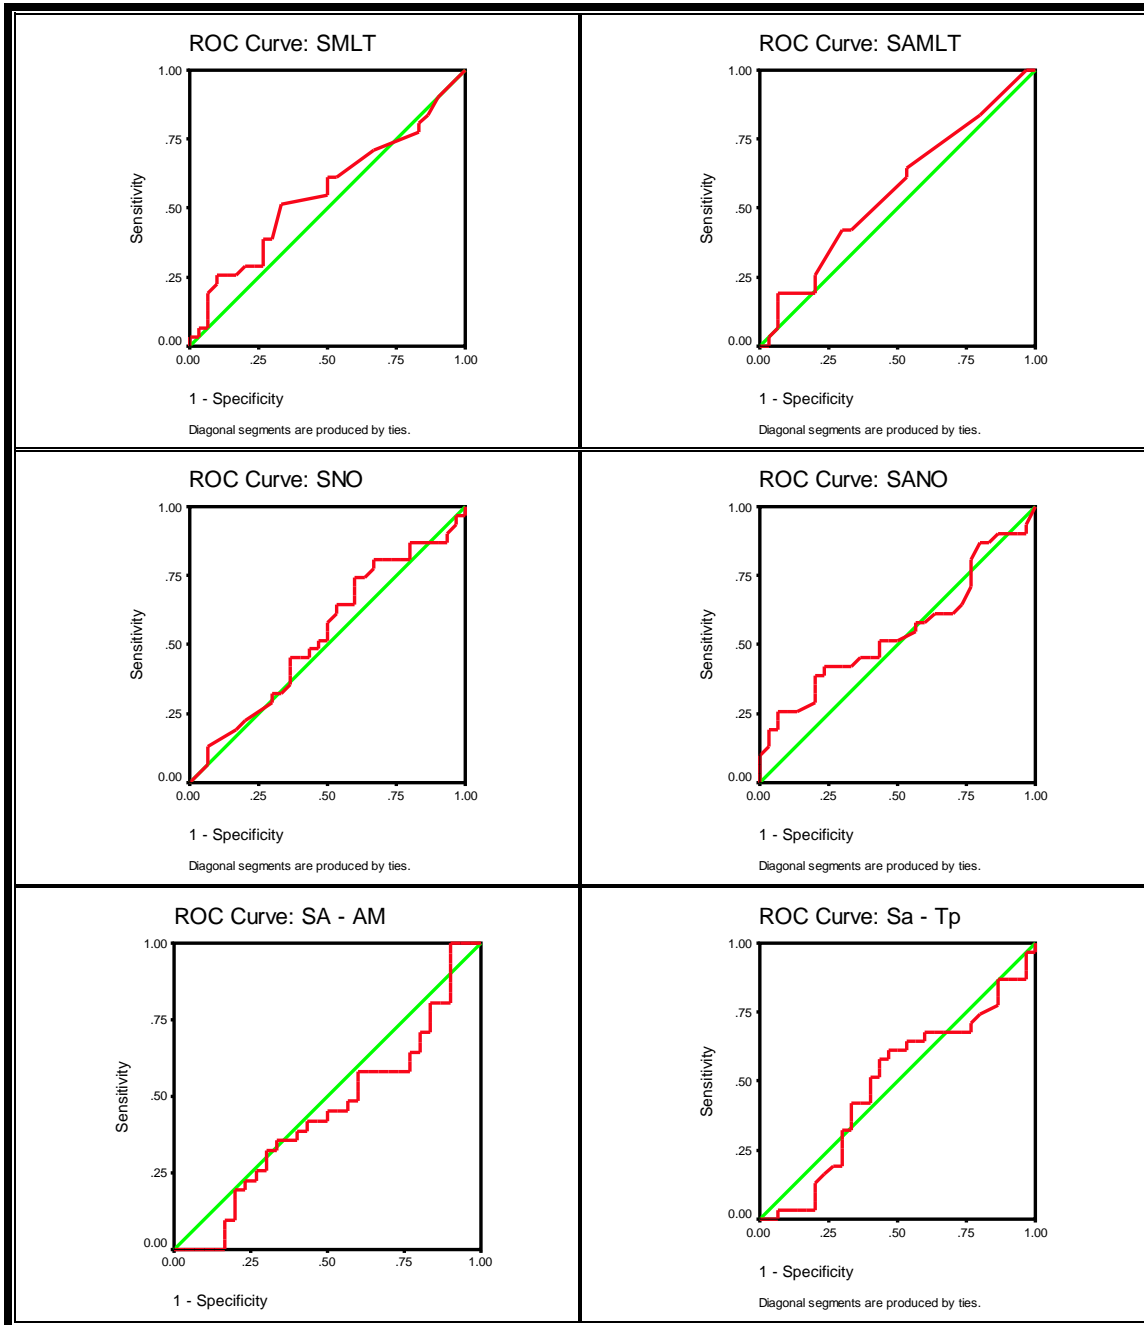 ROC Curve: SMLT
1.00
.75
.50
.25
0.00
Sensitivity
0.00 .25 .50 .75 1.00
1 - Specificity
Diagonal segments are produced by ties.
ROC Curve: SAMLT
1.00
.75
.50
.25
0.00
Sensitivity
0.00 .25 .50 .75 1.00
1 - Specificity
Diagonal segments are produced by ties.
ROC Curve: SNO
1.00
.75
.50
.25
0.00
Sensitivity
0.00 .25 .50 .75 1.00
1 - Specificity
Diagonal segments are produced by ties.
ROC Curve: SANO
1.00
.75
.50
.25
0.00
Sensitivity
0.00 .25 .50 .75 1.00
1 - Specificity
Diagonal segments are produced by ties.
ROC Curve: SA - AM
1.00
.75
.50
.25
0.00
Sensitivity
0.00 .25 .50 .75 1.00
1 - Specificity
ROC Curve: Sa - Tp
1.00
.75
.50
.25
0.00
Sensitivity
0.00 .25 .50 .75 1.00
1 - Specificity
Diagonal segments are produced by ties.